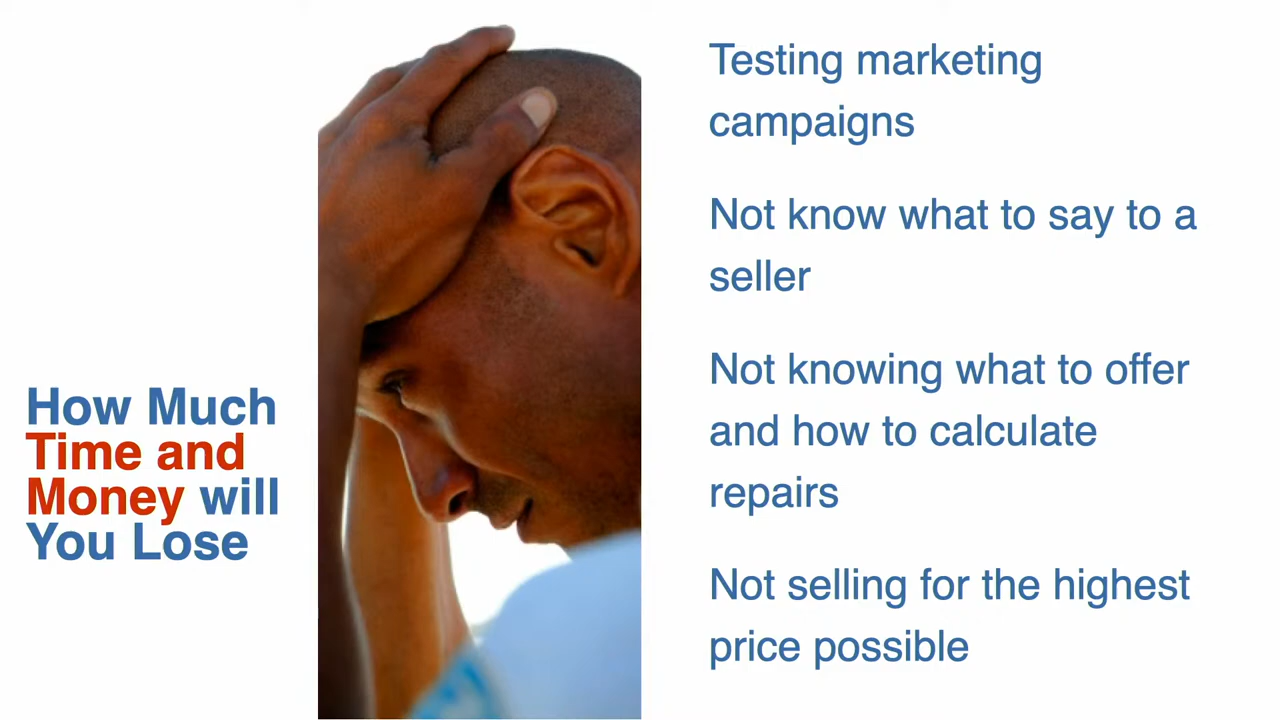 How Much
Time and
Money will
You Lose
Testing marketing
campaigns
Not know what to say to a
seller
Not knowing what to offer
and how to calculate
repairs
Not selling for the highest
price possible